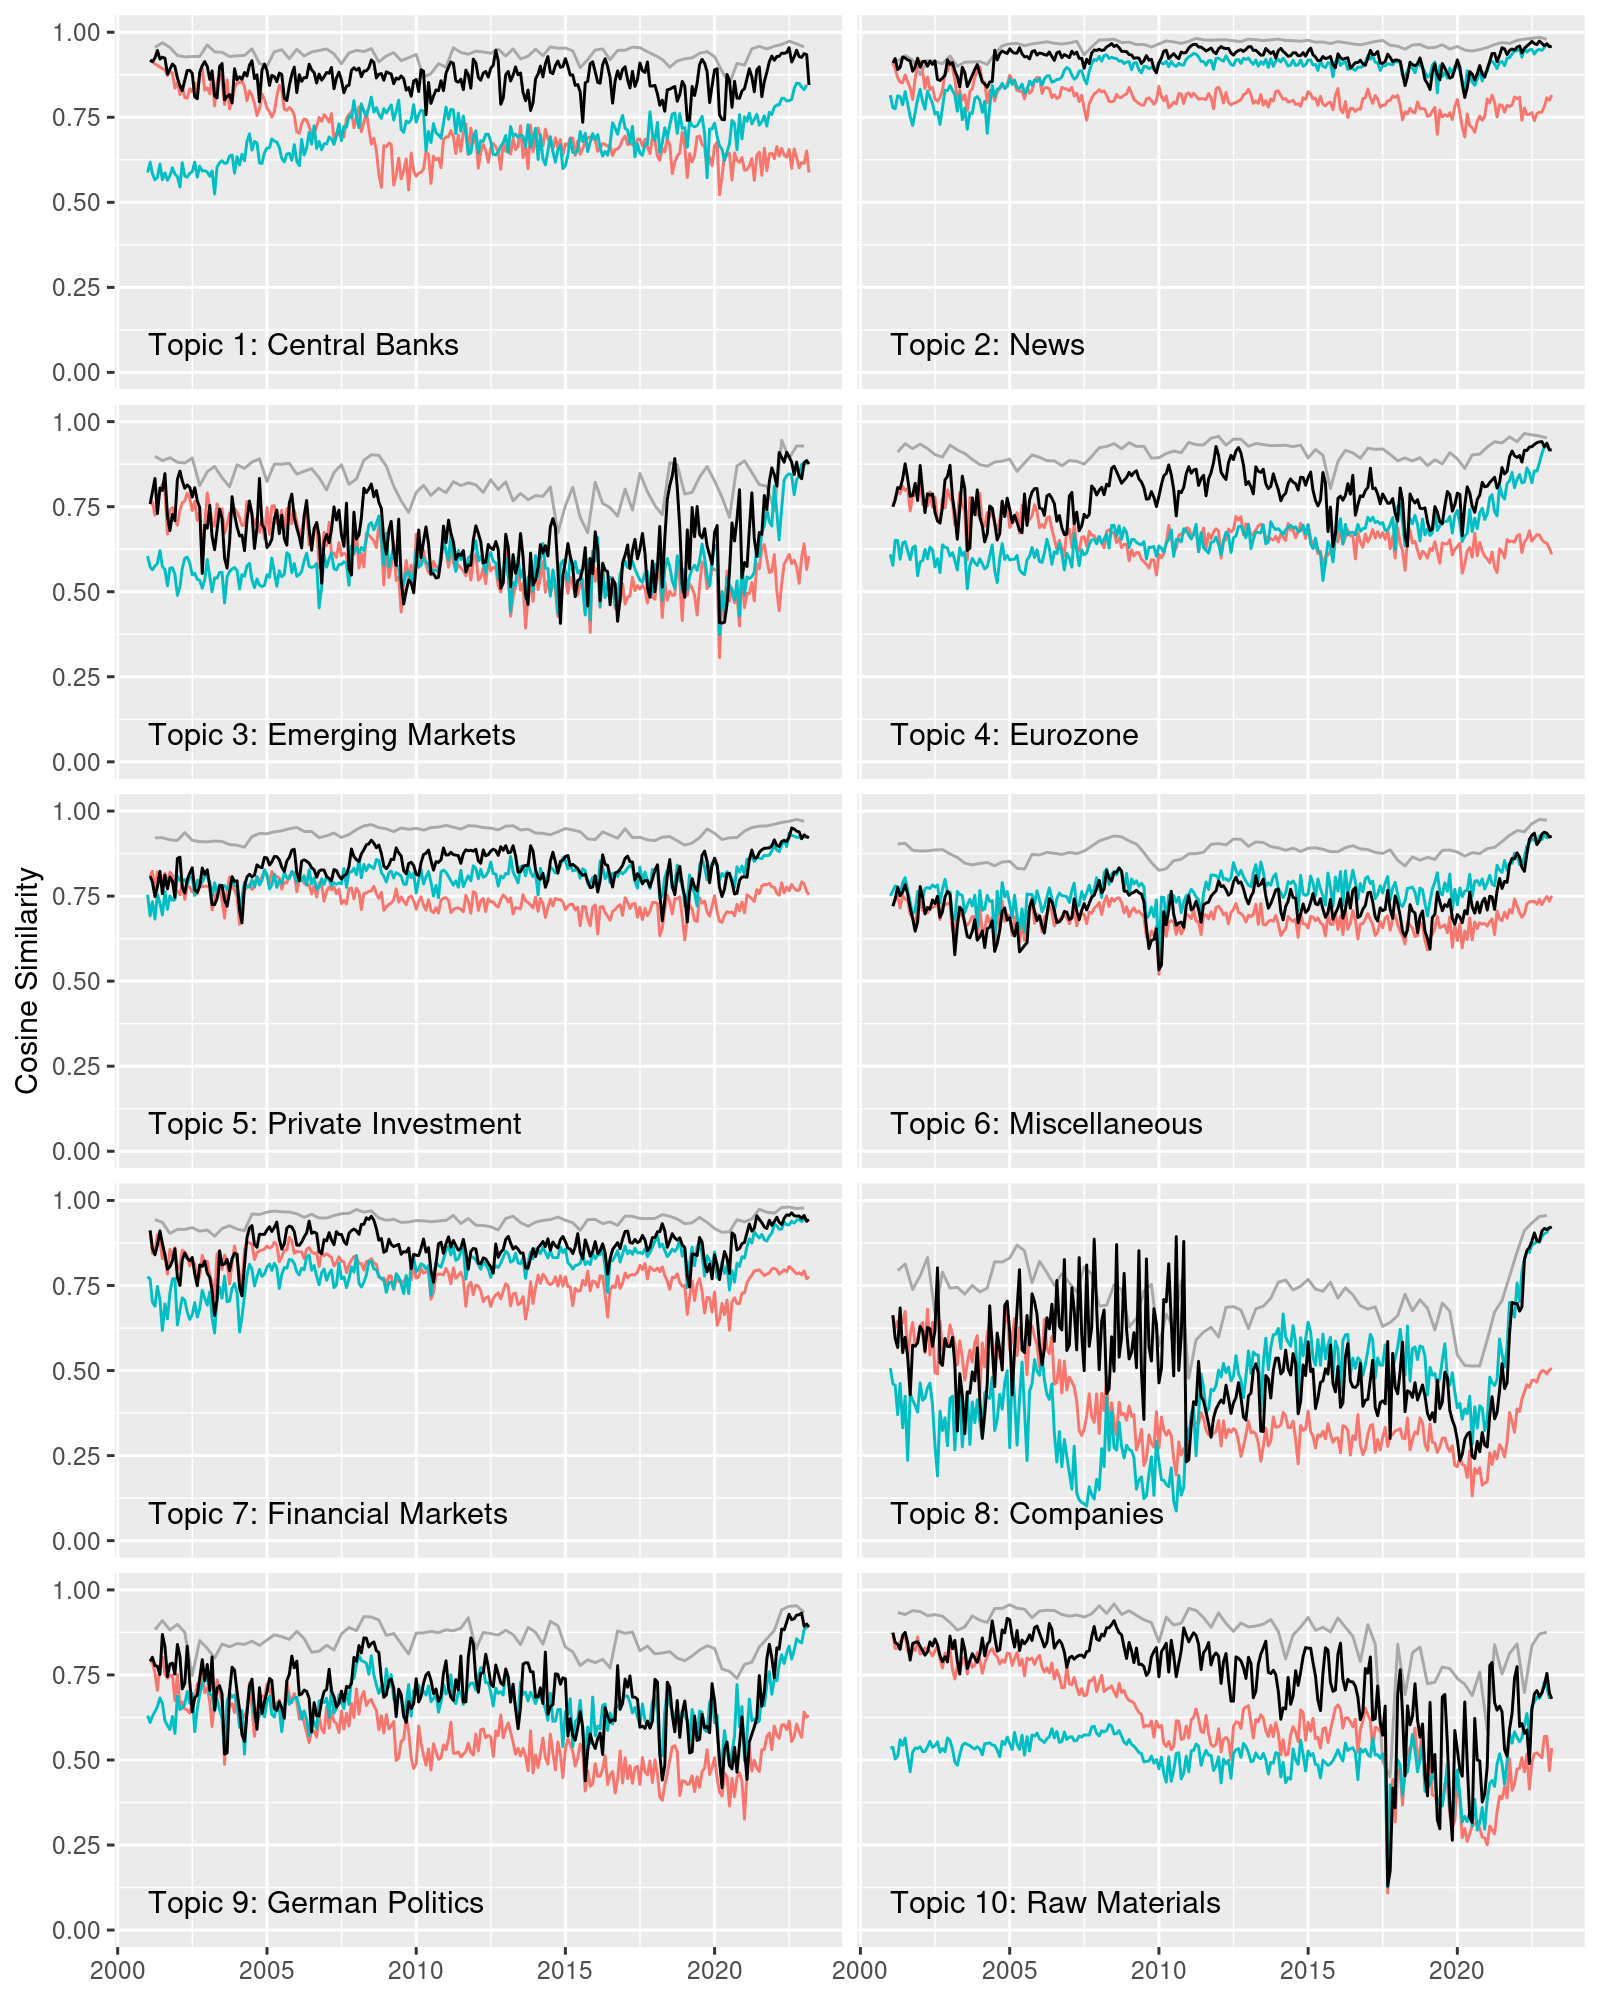 1.00
0.75
0.50
0.25
0.00
Topic 1: Central Banks
Topic 2: News
1.00
0.75
0.50
0.25
0.00
Topic 3: Emerging Markets
Topic 4: Eurozone
Cosine Similarity
1.00
0.75
0.50
0.25
0.00
Topic 5: Private Investment
Topic 6: Miscellaneous
1.00
0.75
0.50
0.25
0.00
Topic 7: Financial Markets
Topic 8: Companies
1.00
0.75
0.50
0.25
0.00
Topic 9: German Politics
Topic 10: Raw Materials
2000 2005 2010 2015 2020
2000 2005 2010 2015 2020